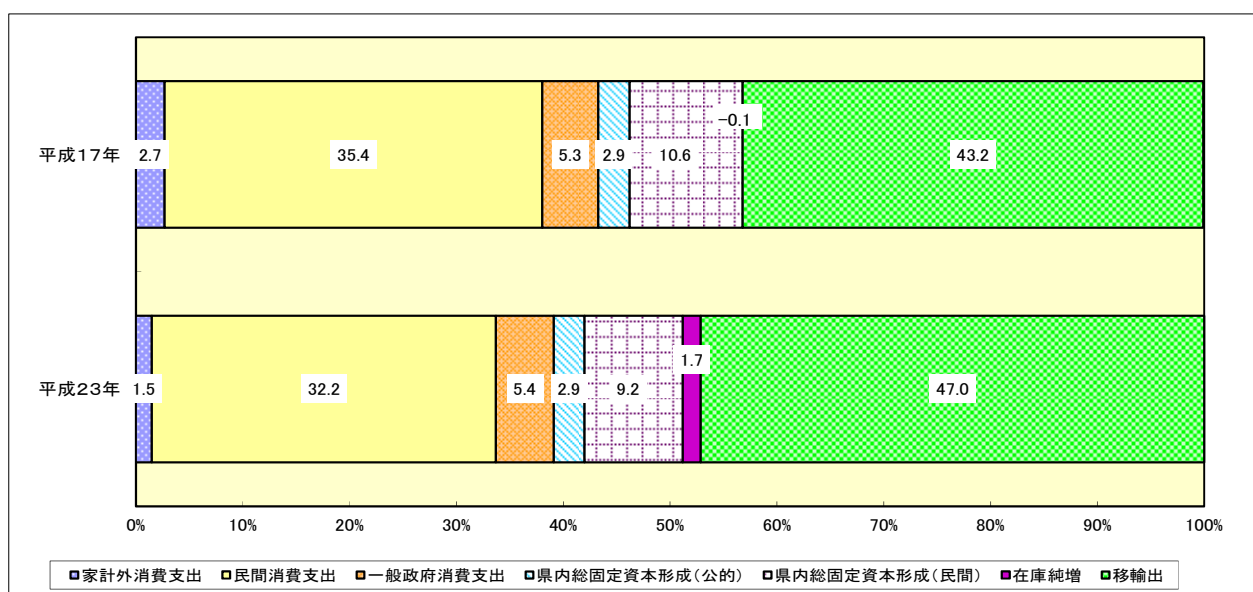 平成17年 2.7 35.4 5.3 2.9 10.6 −0.1 43.2
平成23年 1.5 32.2 5.4 2.9 9.2 1.7 47.0
0% 10% 20% 30% 40% 50% 60% 70% 80% 90% 100%
家計外消費支出 民間消費支出 一般政府消費支出 県内総固定資本形成(公的) 県内総固定資本形成(民間) 在庫純増 移輸出